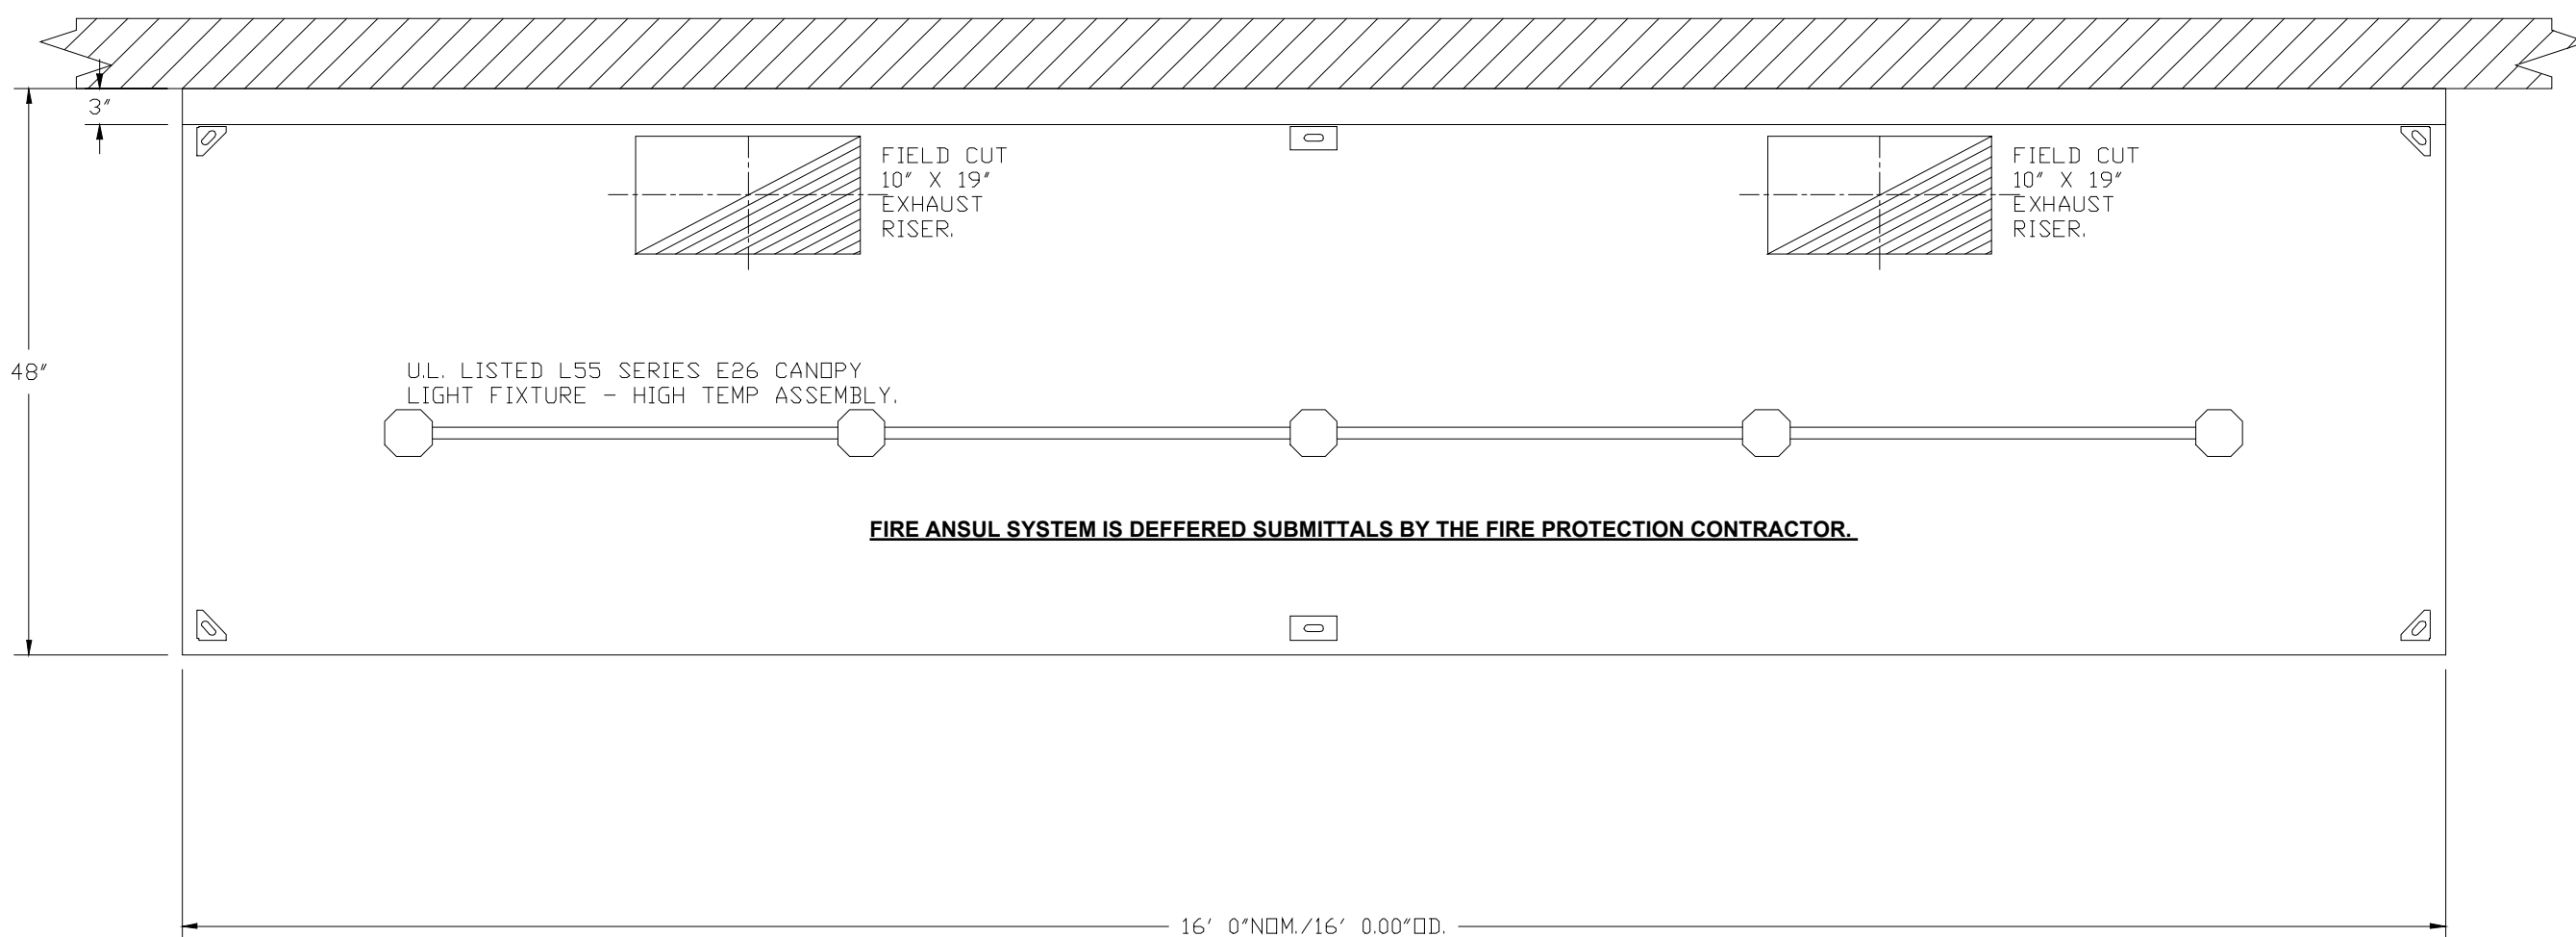 3"
FIELD CUT
10" X 19"
EXHAUST
RISER.
FIELD CUT
10" X 19"
EXHAUST
RISER.
48"
U.L. LISTED L55 SERIES E26 CANOPY
LIGHT FIXTURE - HIGH TEMP ASSEMBLY.
FIRE ANSUL SYSTEM IS DEFFERED SUBMITTALS BY THE FIRE PROTECTION CONTRACTOR.
16' 0"NOM./16' 0.00"OD.